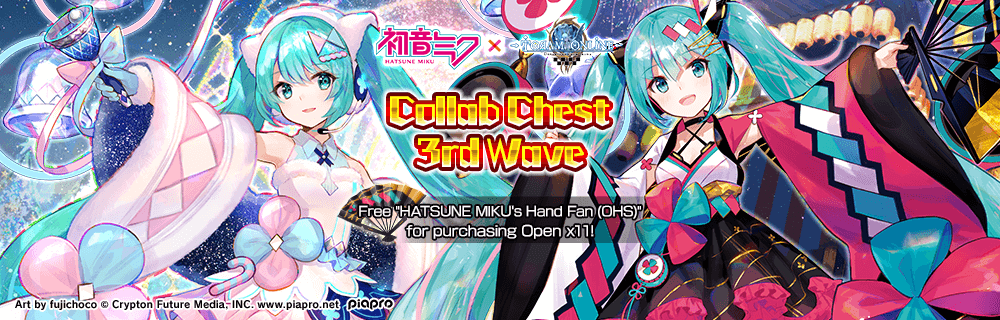 初音ミク × TORAM ONLINE
HATSUNE MIKU
Collab Chest
3rd Wave
Free "HATSUNE MIKU's Hand Fan (OHS)"
for purchasing Open x11!
Art by fujichoco © Crypton Future Media, INC. www.piapro.net piapro